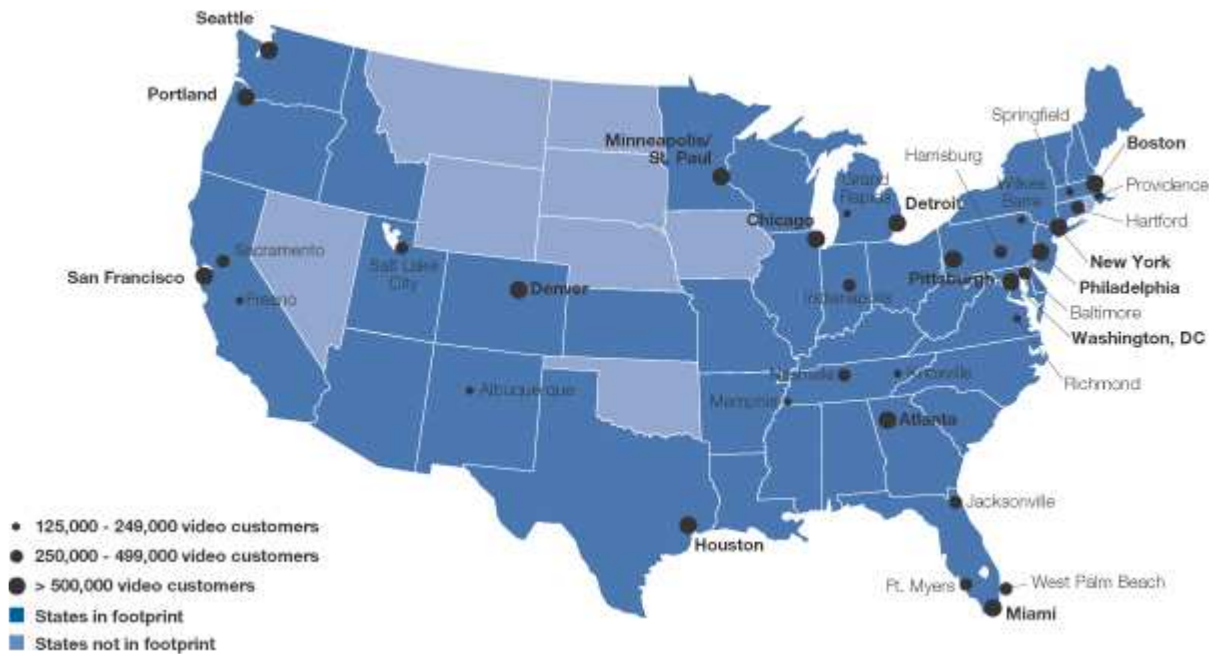 Seattle
Portland
Minneapolis/
St. Paul
Springfield
Boston
Harrisburg
Wilkes
Barre
Providence
Grand
Rapids
Detroit
Hartford
Chicago
Sacramento
Salt Lake
City
San Francisco
Fresno
Denver
Indianapolis
Pittsburgh
New York
Philadelphia
Baltimore
Washington, DC
Richmond
Albuquerque
Nashville
Knoxville
Memphis
Atlanta
Jacksonville
Houston
Ft. Myers
West Palm Beach
Miami
125,000 - 249,000 video customers
250,000 - 499,000 video customers
> 500,000 video customers
States in footprint
States not in footprint